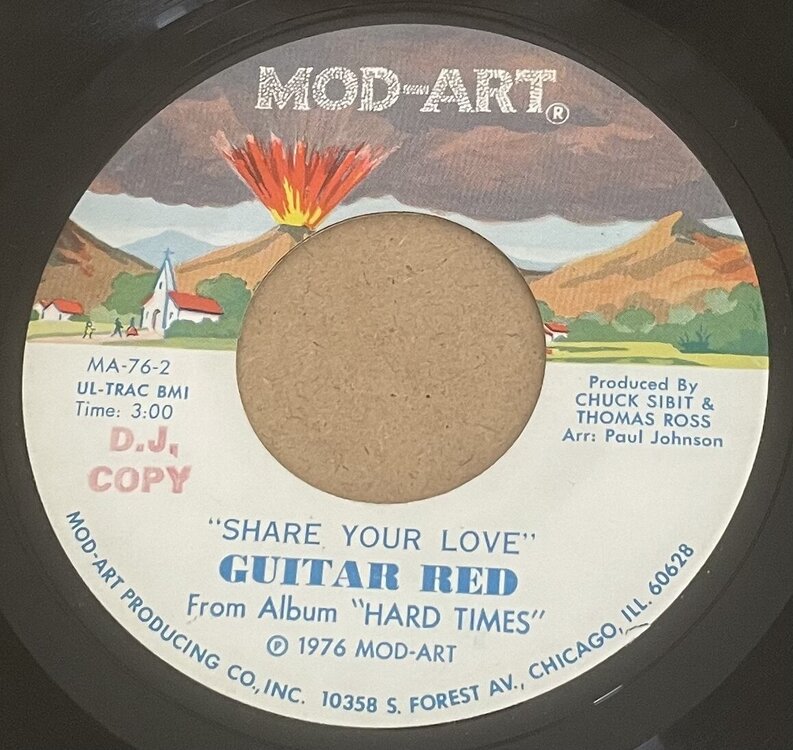 MOD-ART®
MA-76-2
UL-TRAC BMI
Time: 3:00
D.J.
COPY
Produced By
CHUCK SIBIT &
THOMAS ROSS
Arr: Paul Johnson
"SHARE YOUR LOVE"
GUITAR RED
From Album "HARD TIMES"
℗ 1976 MOD-ART
MOD-ART PRODUCING CO., INC. 10358 S. FOREST AV., CHICAGO, ILL. 60628